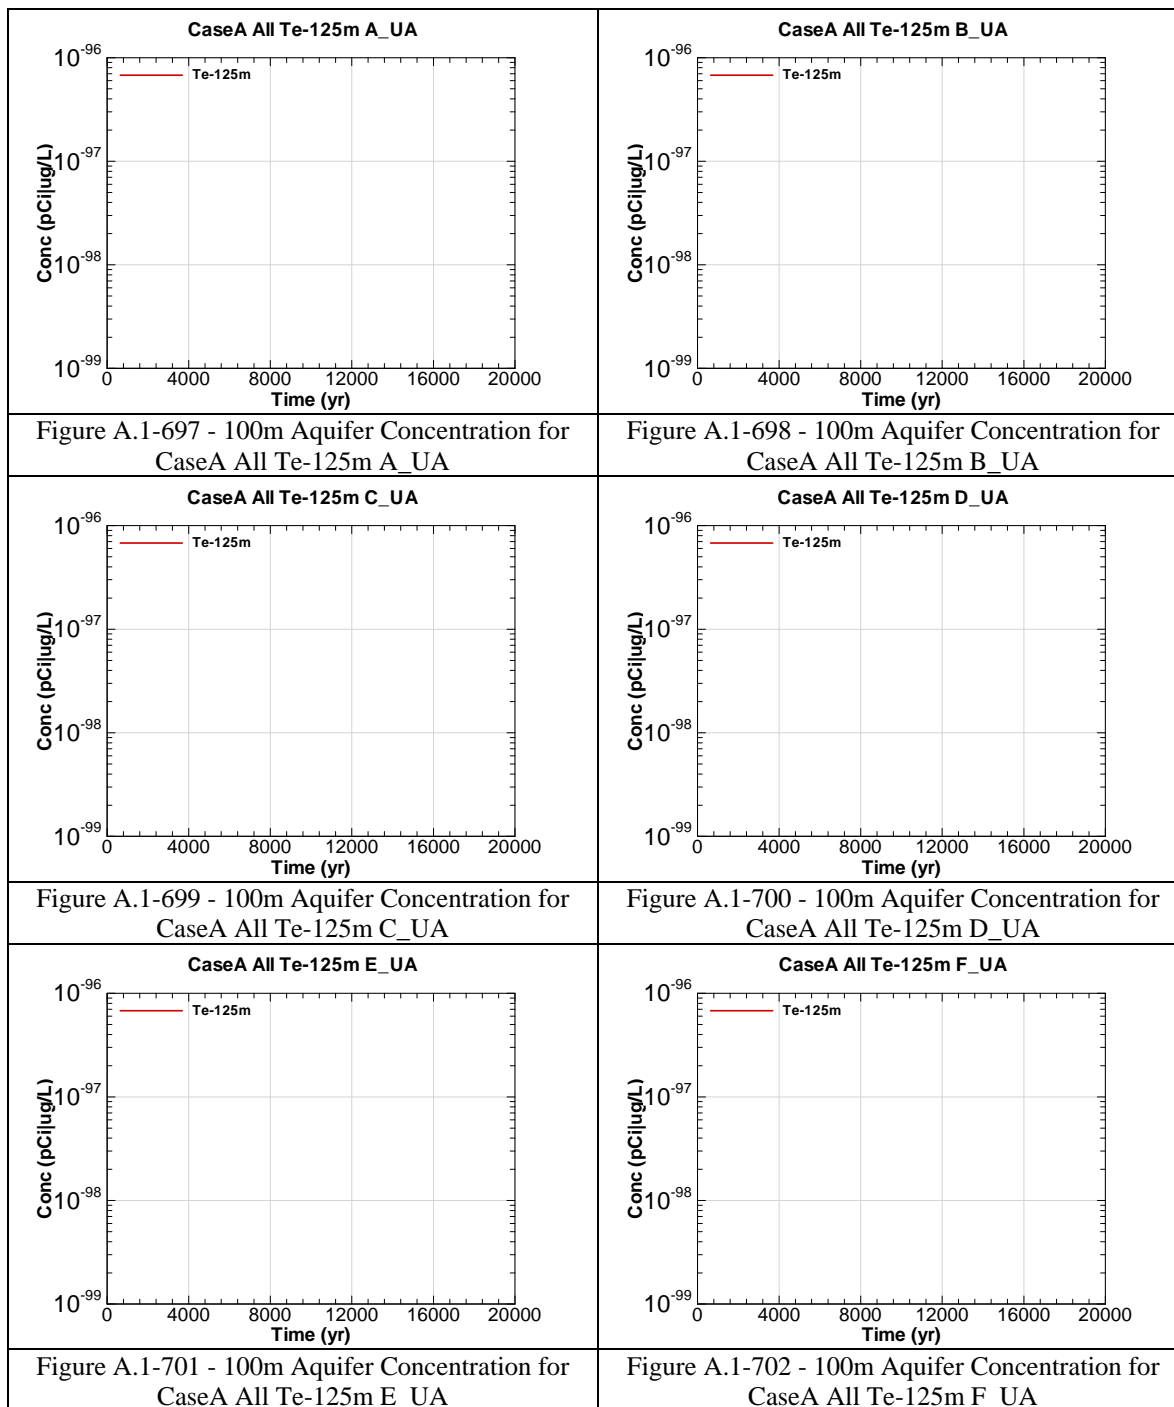 CaseA All Te-125m A_UA
Te-125m
Conc (pCi|ug/L)
10-96
10-97
10-98
10-99
0 4000 8000 12000 16000 20000
Time (yr)
Figure A.1-697 - 100m Aquifer Concentration for
CaseA All Te-125m A_UA
CaseA All Te-125m B_UA
Te-125m
Conc (pCi|ug/L)
10-96
10-97
10-98
10-99
0 4000 8000 12000 16000 20000
Time (yr)
Figure A.1-698 - 100m Aquifer Concentration for
CaseA All Te-125m B_UA
CaseA All Te-125m C_UA
Te-125m
Conc (pCi|ug/L)
10-96
10-97
10-98
10-99
0 4000 8000 12000 16000 20000
Time (yr)
Figure A.1-699 - 100m Aquifer Concentration for
CaseA All Te-125m C_UA
CaseA All Te-125m D_UA
Te-125m
Conc (pCi|ug/L)
10-96
10-97
10-98
10-99
0 4000 8000 12000 16000 20000
Time (yr)
Figure A.1-700 - 100m Aquifer Concentration for
CaseA All Te-125m D_UA
CaseA All Te-125m E_UA
Te-125m
Conc (pCi|ug/L)
10-96
10-97
10-98
10-99
0 4000 8000 12000 16000 20000
Time (yr)
Figure A.1-701 - 100m Aquifer Concentration for
CaseA All Te-125m E_UA
CaseA All Te-125m F_UA
Te-125m
Conc (pCi|ug/L)
10-96
10-97
10-98
10-99
0 4000 8000 12000 16000 20000
Time (yr)
Figure A.1-702 - 100m Aquifer Concentration for
CaseA All Te-125m F_UA